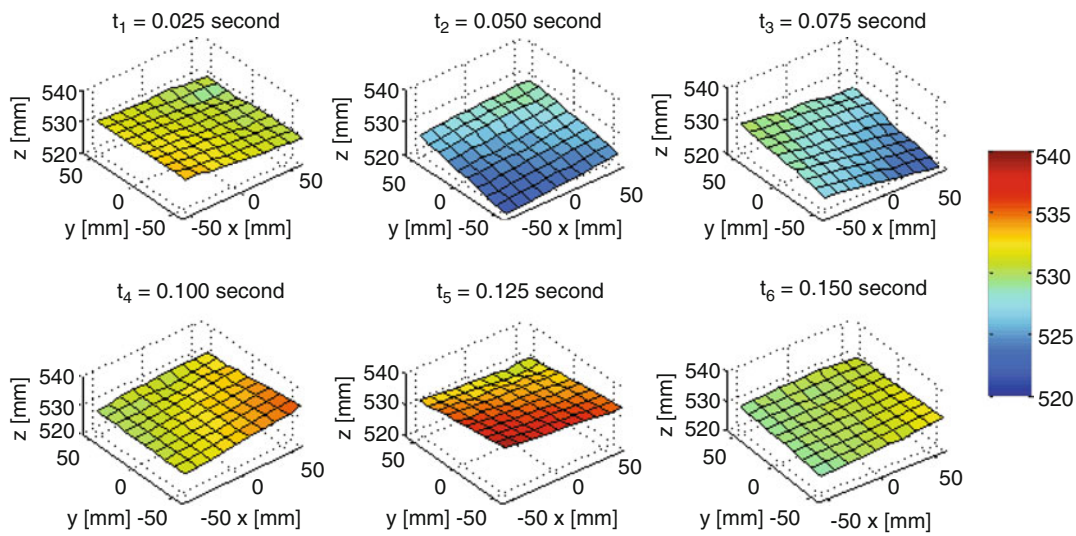 t₁ = 0.025 second
t₂ = 0.050 second
t₃ = 0.075 second
540
530
520
z [mm]
50
0
y [mm] -50
-50 x [mm]
0
50
540
530
520
z [mm]
50
0
y [mm] -50
-50 x [mm]
0
50
540
530
520
z [mm]
50
0
y [mm] -50
-50 x [mm]
0
50
540
535
530
525
520
t₄ = 0.100 second
t₅ = 0.125 second
t₆ = 0.150 second
540
530
520
z [mm]
50
0
y [mm] -50
-50 x [mm]
0
50
540
530
520
z [mm]
50
0
y [mm] -50
-50 x [mm]
0
50
540
530
520
z [mm]
50
0
y [mm] -50
-50 x [mm]
0
50